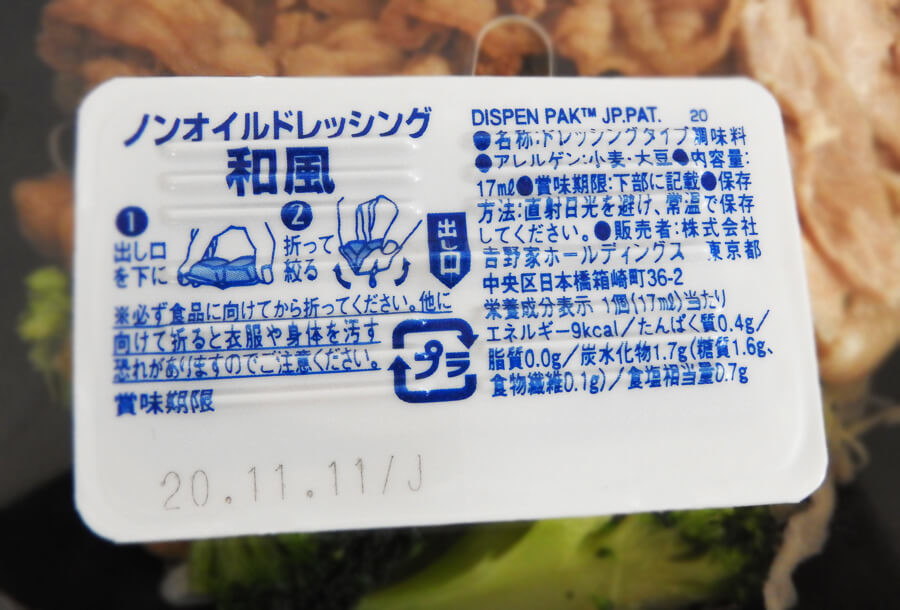 ノンオイルドレッシング
和風
1
出し口
を下に
2
折って
絞る
出し口
※必ず食品に向けてから折ってください。他に
向けて折ると衣服や身体を汚す
恐れがありますのでご注意ください。
プラ
賞味期限
20.11.11/J
DISPEN PAK™ JP.PAT. 20
●名称:ドレッシングタイプ調味料
●アレルゲン:小麦・大豆●内容量:
17mℓ●賞味期限:下部に記載●保存
方法:直射日光を避け、常温で保存
してください。●販売者:株式会社
吉野家ホールディングス 東京都
中央区日本橋箱崎町36-2
栄養成分表示 1個(17mℓ)当たり
エネルギー9kcal/たんぱく質0.4g/
脂質0.0g/炭水化物1.7g(糖質1.6g、
食物繊維0.1g)/食塩相当量0.7g